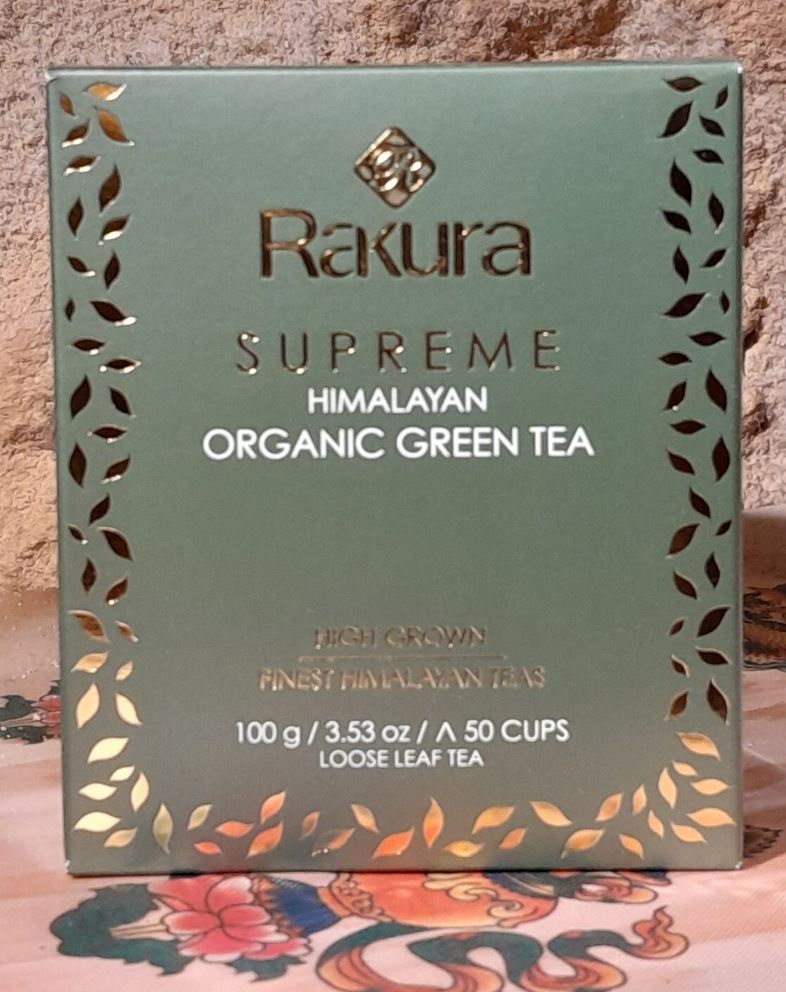 Rakura
SUPREME
HIMALAYAN
ORGANIC GREEN TEA
HIGH GROWN
FINEST HIMALAYAN TEAS
100 g / 3.53 oz / Λ 50 CUPS
LOOSE LEAF TEA